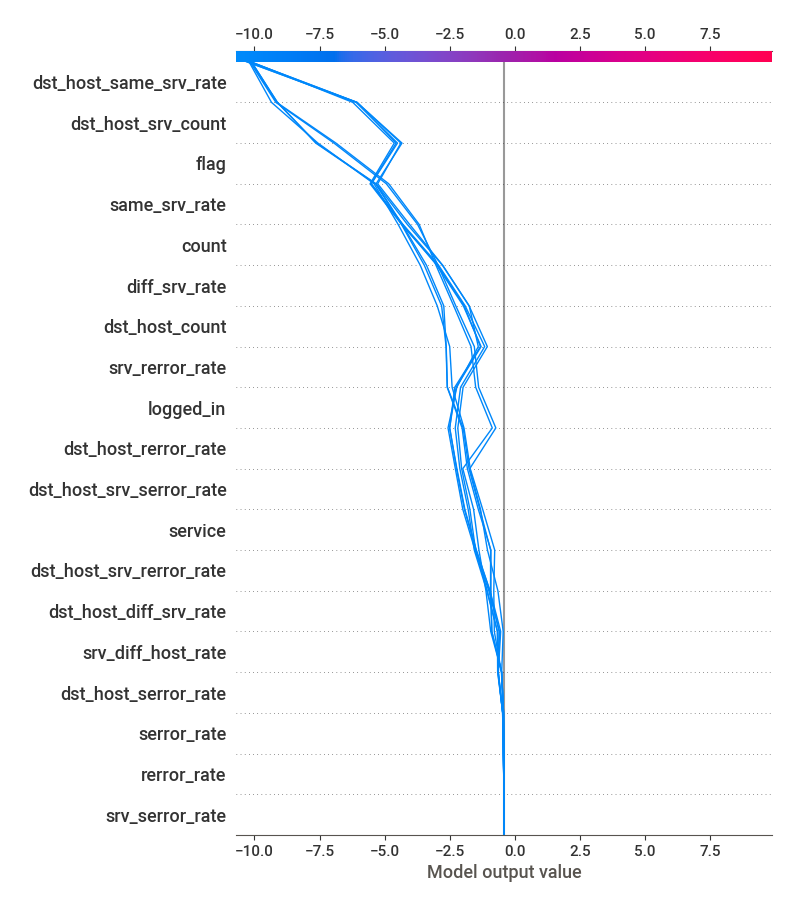 −10.0 −7.5 −5.0 −2.5 0.0 2.5 5.0 7.5
dst_host_same_srv_rate
dst_host_srv_count
flag
same_srv_rate
count
diff_srv_rate
dst_host_count
srv_rerror_rate
logged_in
dst_host_rerror_rate
dst_host_srv_serror_rate
service
dst_host_srv_rerror_rate
dst_host_diff_srv_rate
srv_diff_host_rate
dst_host_serror_rate
serror_rate
rerror_rate
srv_serror_rate
−10.0 −7.5 −5.0 −2.5 0.0 2.5 5.0 7.5
Model output value